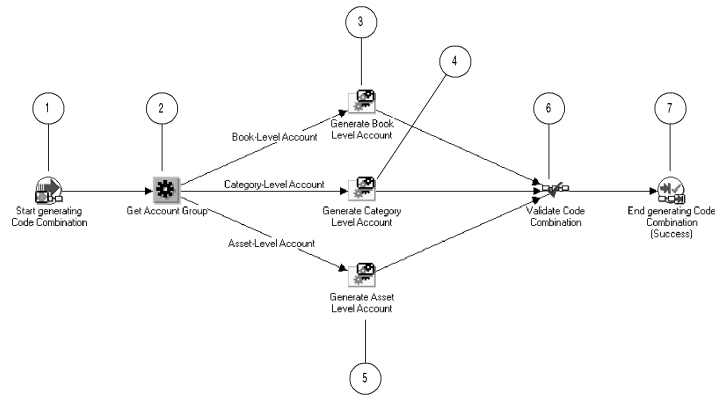 3
4
1
2
6
7
Generate Book
Level Account
Book-Level Account
Category-Level Account
Start generating
Code Combination
Get Account Group
Generate Category
Level Account
Validate Code
Combination
End generating Code
Combination
(Success)
Asset-Level Account
Generate Asset
Level Account
5